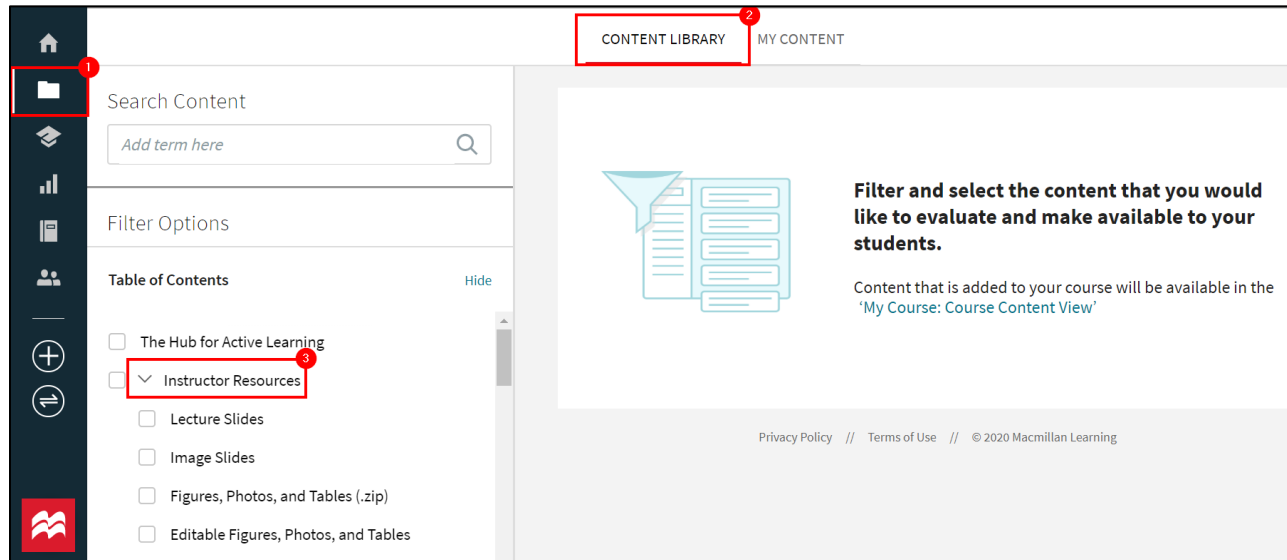 2
CONTENT LIBRARY MY CONTENT
1
Search Content
Add term here
Filter Options
Table of Contents Hide
The Hub for Active Learning
3
Instructor Resources
Lecture Slides
Image Slides
Figures, Photos, and Tables (.zip)
Editable Figures, Photos, and Tables
Filter and select the content that you would
like to evaluate and make available to your
students.
Content that is added to your course will be available in the
‘My Course: Course Content View’
Privacy Policy // Terms of Use // © 2020 Macmillan Learning